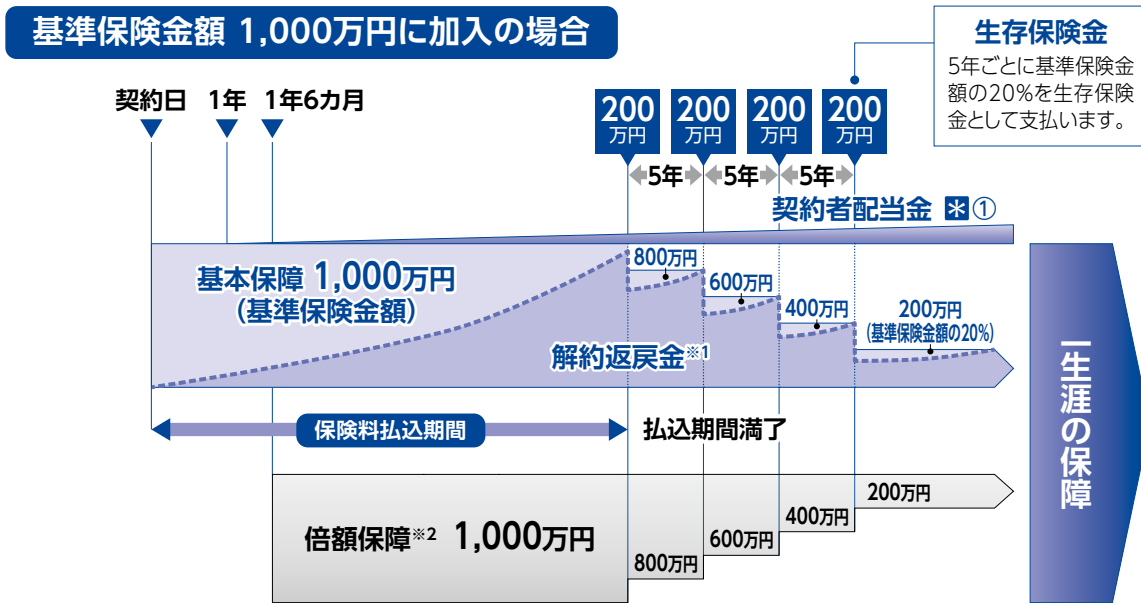 基準保険金額 1,000万円に加入の場合
生存保険金
5年ごとに基準保険金
額の20%を生存保険
金として支払います。
契約日 1年 1年6カ月
200 200 200 200
万円 万円 万円 万円
5年 5年 5年
契約者配当金 *①
基本保障 1,000万円
(基準保険金額)
800万円
600万円
400万円
200万円
(基準保険金額の20%)
解約返戻金※1
保険料払込期間
払込期間満了
倍額保障※2 1,000万円
800万円
600万円
400万円
200万円
一生涯の保障